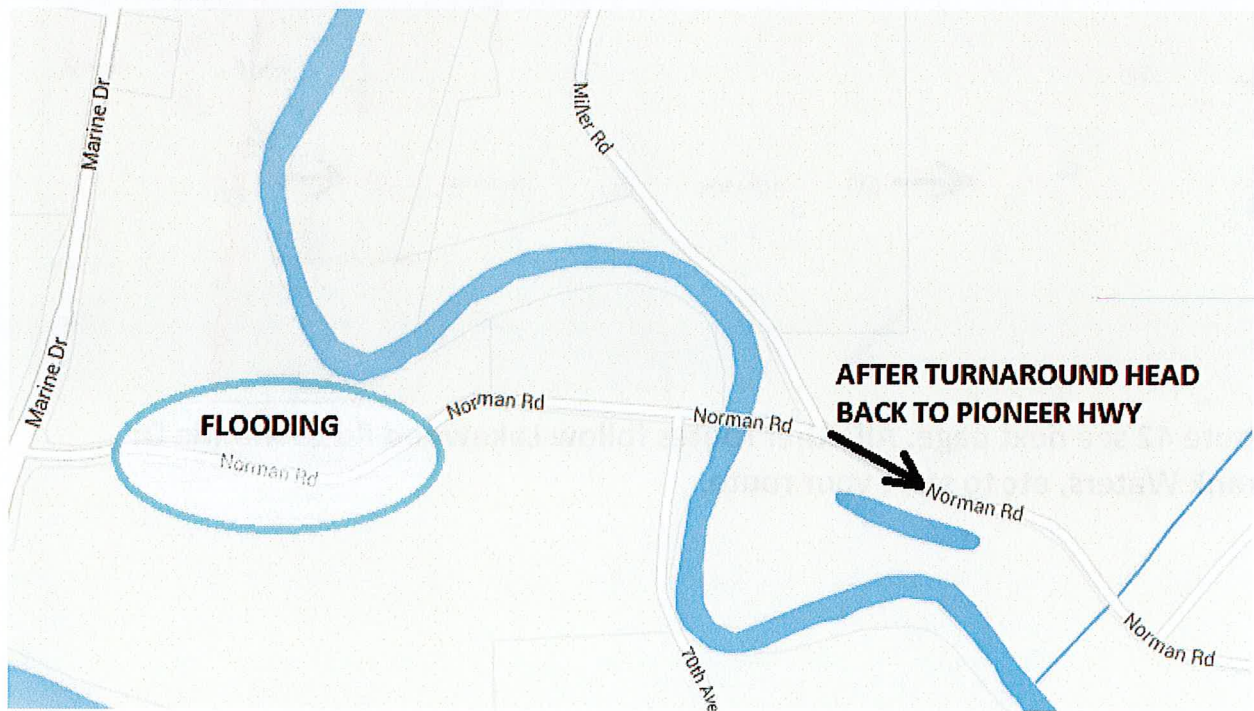 Marine Dr
Miller Rd
Marine Dr
AFTER TURNAROUND HEAD
BACK TO PIONEER HWY
FLOODING
Norman Rd
Norman Rd
Norman Rd
Norman Rd
Norman Rd
70th Ave